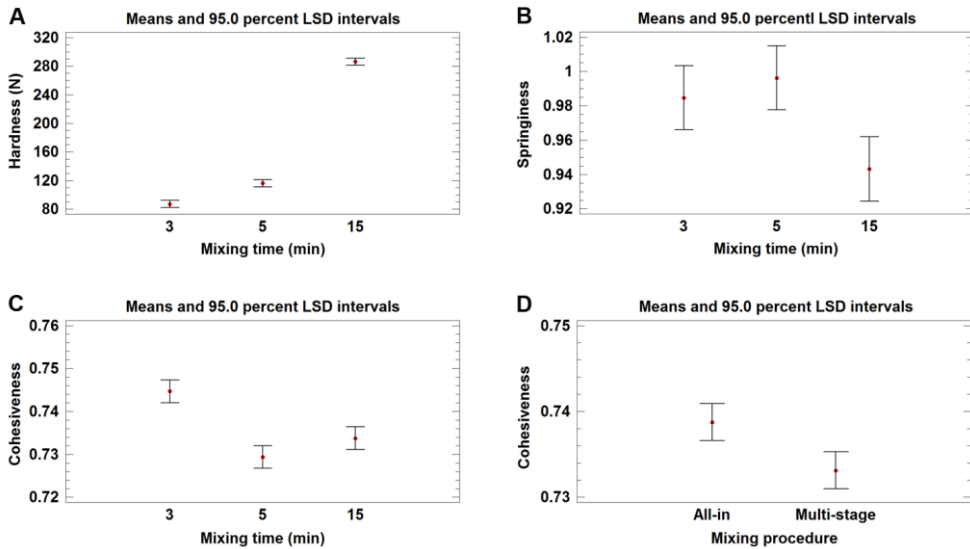 A
Means and 95.0 percent LSD intervals
Hardness (N)
320
280
240
200
160
120
80
3 5 15
Mixing time (min)
B
Means and 95.0 percentl LSD intervals
Springiness
1.02
1
0.98
0.96
0.94
0.92
3 5 15
Mixing time (min)
C
Means and 95.0 percent LSD intervals
Cohesiveness
0.76
0.75
0.74
0.73
0.72
3 5 15
Mixing time (min)
D
Means and 95.0 percent LSD intervals
Cohesiveness
0.75
0.74
0.73
All-in Multi-stage
Mixing procedure